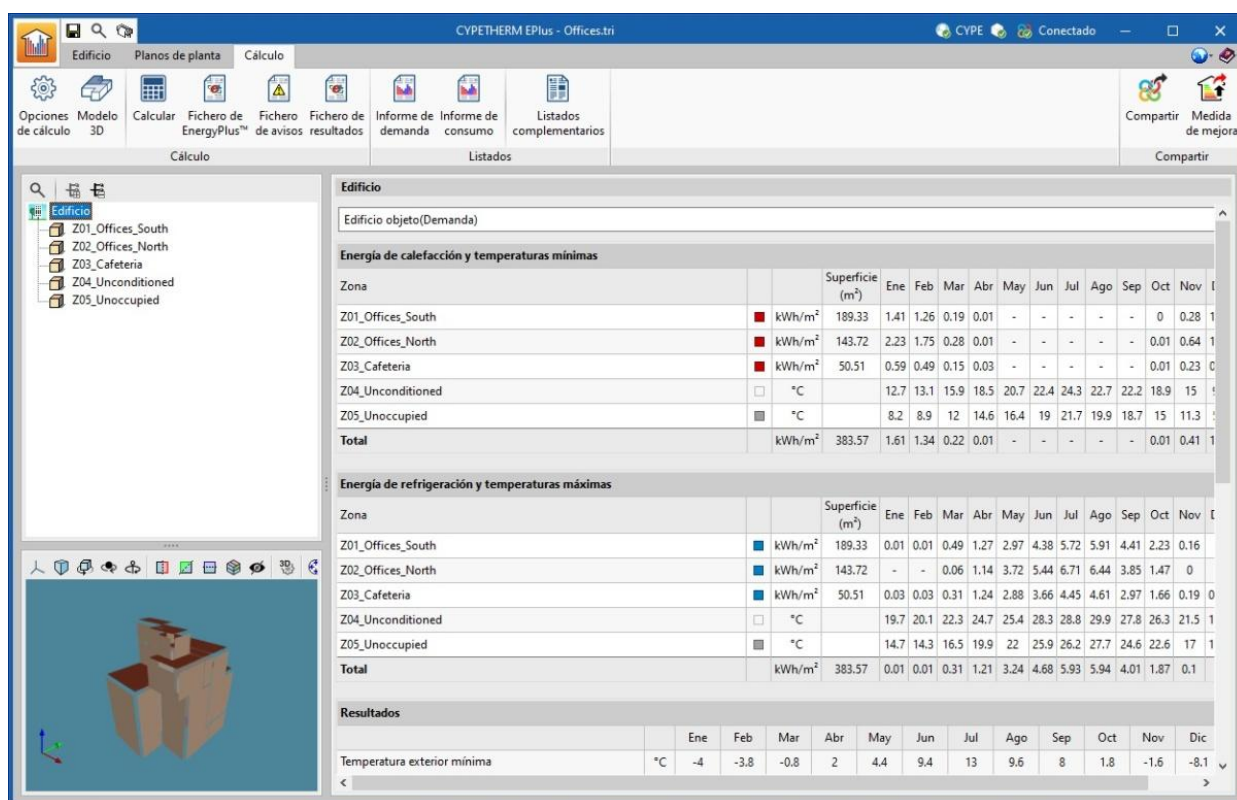 CYPETHERM EPlus - Offices.tri
CYPE
Conectado
Edificio Planos de planta Cálculo
Opciones de cálculo
Modelo 3D
Calcular
Fichero de EnergyPlus™
Fichero de avisos
Fichero de resultados
Informe de demanda
Informe de consumo
Listados complementarios
Compartir
Medida de mejora
Cálculo
Listados
Compartir
Edificio
Z01_Offices_South
Z02_Offices_North
Z03_Cafeteria
Z04_Unconditioned
Z05_Unoccupied
Edificio
Edificio objeto(Demanda)
Energía de calefacción y temperaturas mínimas
Zona Superficie (m²) Ene Feb Mar Abr May Jun Jul Ago Sep Oct Nov
Z01_Offices_South kWh/m² 189.33 1.41 1.26 0.19 0.01 - - - - - 0 0.28
Z02_Offices_North kWh/m² 143.72 2.23 1.75 0.28 0.01 - - - - - 0.01 0.64
Z03_Cafeteria kWh/m² 50.51 0.59 0.49 0.15 0.03 - - - - - 0.01 0.23
Z04_Unconditioned °C 12.7 13.1 15.9 18.5 20.7 22.4 24.3 22.7 22.2 18.9 15
Z05_Unoccupied °C 8.2 8.9 12 14.6 16.4 19 21.7 19.9 18.7 15 11.3
Total kWh/m² 383.57 1.61 1.34 0.22 0.01 - - - - - 0.01 0.41
Energía de refrigeración y temperaturas máximas
Zona Superficie (m²) Ene Feb Mar Abr May Jun Jul Ago Sep Oct Nov
Z01_Offices_South kWh/m² 189.33 0.01 0.01 0.49 1.27 2.97 4.38 5.72 5.91 4.41 2.23 0.16
Z02_Offices_North kWh/m² 143.72 - - 0.06 1.14 3.72 5.44 6.71 6.44 3.85 1.47 0
Z03_Cafeteria kWh/m² 50.51 0.03 0.03 0.31 1.24 2.88 3.66 4.45 4.61 2.97 1.66 0.19
Z04_Unconditioned °C 19.7 20.1 22.3 24.7 25.4 28.3 28.8 29.9 27.8 26.3 21.5
Z05_Unoccupied °C 14.7 14.3 16.5 19.9 22 25.9 26.2 27.7 24.6 22.6 17
Total kWh/m² 383.57 0.01 0.01 0.31 1.21 3.24 4.68 5.93 5.94 4.01 1.87 0.1
Resultados
Ene Feb Mar Abr May Jun Jul Ago Sep Oct Nov Dic
Temperatura exterior mínima °C -4 -3.8 -0.8 2 4.4 9.4 13 9.6 8 1.8 -1.6 -8.1